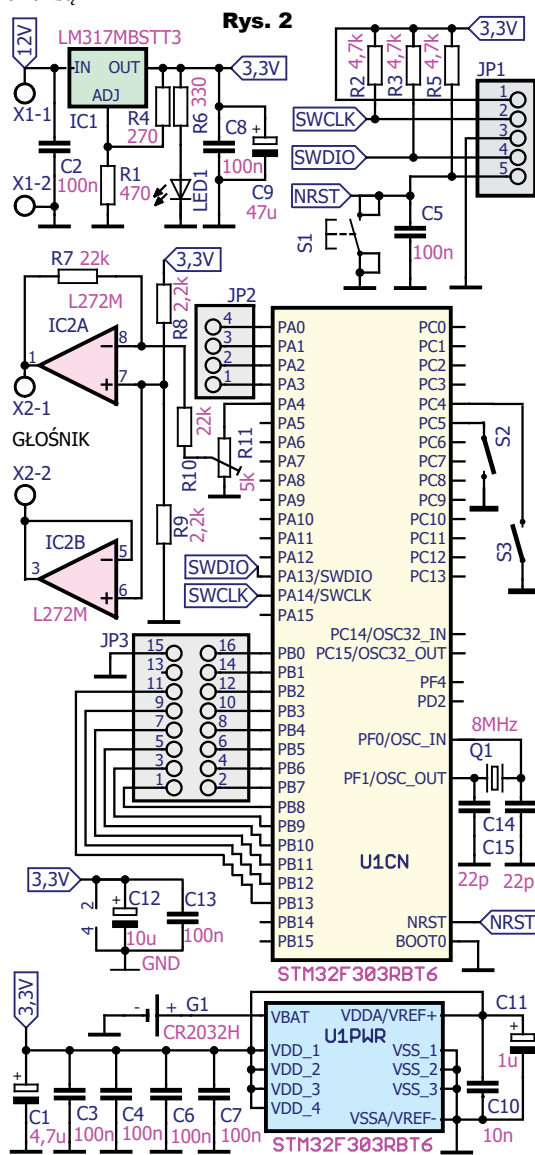 Rys. 2
12V
LM317MBSTT3
IN OUT
ADJ
IC1
3,3V
X1-1
X1-2
C2
100n
R1
470
R4
270
R6
330
LED1
C8
100n
C9
47u
3,3V
R2
4,7k
R3
4,7k
R5
4,7k
JP1
1
2
3
4
5
SWCLK
SWDIO
NRST
S1
C5
100n
R7 22k
L272M
IC2A
8
7
1
X2-1
GŁOŚNIK
X2-2
IC2B
5
6
3
L272M
3,3V
R8
2,2k
R9
2,2k
R10
22k
R11
5k
JP2
4
3
2
1
SWDIO
SWCLK
PA0
PA1
PA2
PA3
PA4
PA5
PA6
PA7
PA8
PA9
PA10
PA11
PA12
PA13/SWDIO
PA14/SWCLK
PA15
PB0
PB1
PB2
PB3
PB4
PB5
PB6
PB7
PB8
PB9
PB10
PB11
PB12
PB13
PB14
PB15
PC0
PC1
PC2
PC3
PC4
PC5
PC6
PC7
PC8
PC9
PC10
PC11
PC12
PC13
PC14/OSC32_IN
PC15/OSC32_OUT
PF4
PD2
PF0/OSC_IN
PF1/OSC_OUT
NRST
BOOT0
U1CN
STM32F303RBT6
S2
S3
8MHz
Q1
C14
C15
22p
22p
NRST
JP3
15 16
13 14
11 12
9 10
7 8
5 6
3 4
1 2
3,3V
2
4
C12
10u
C13
100n
GND
3,3V
G1
- +
CR2032H
VBAT VDDA/VREF+
U1PWR
VDD_1 VSS_1
VDD_2 VSS_2
VDD_3 VSS_3
VDD_4
VSSA/VREF-
STM32F303RBT6
C1
4,7u
C3
100n
C4
100n
C6
100n
C7
100n
C11
1u
C10
10n